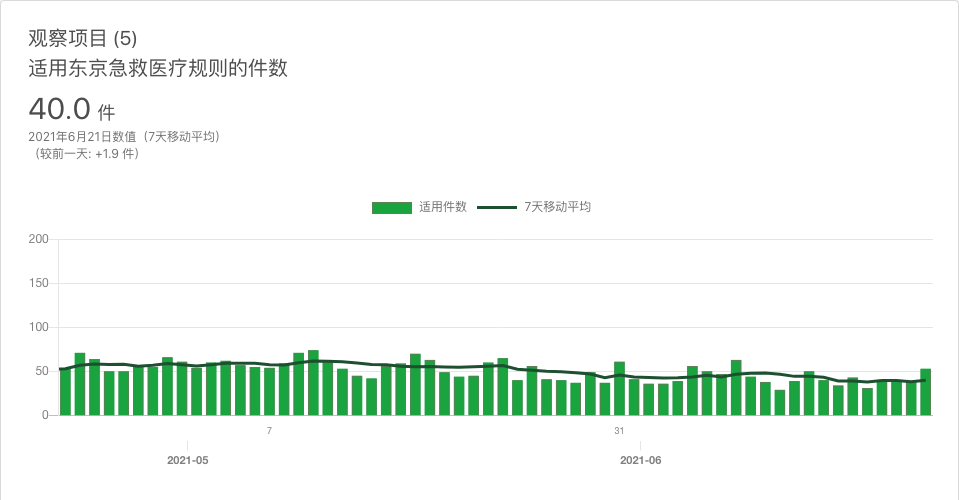 观察项目 (5)
适用东京急救医疗规则的件数
40.0 件
2021年6月21日数值（7天移动平均）
（较前一天: +1.9 件）
适用件数 7天移动平均
200
150
100
50
0
7 31
2021-05 2021-06